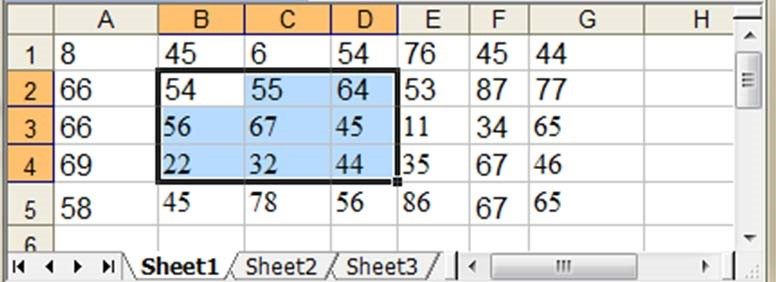 A B C D E F G H
1 8 45 6 54 76 45 44
2 66 54 55 64 53 87 77
3 66 56 67 45 11 34 65
4 69 22 32 44 35 67 46
5 58 45 78 56 86 67 65
6
Sheet1 Sheet2 Sheet3